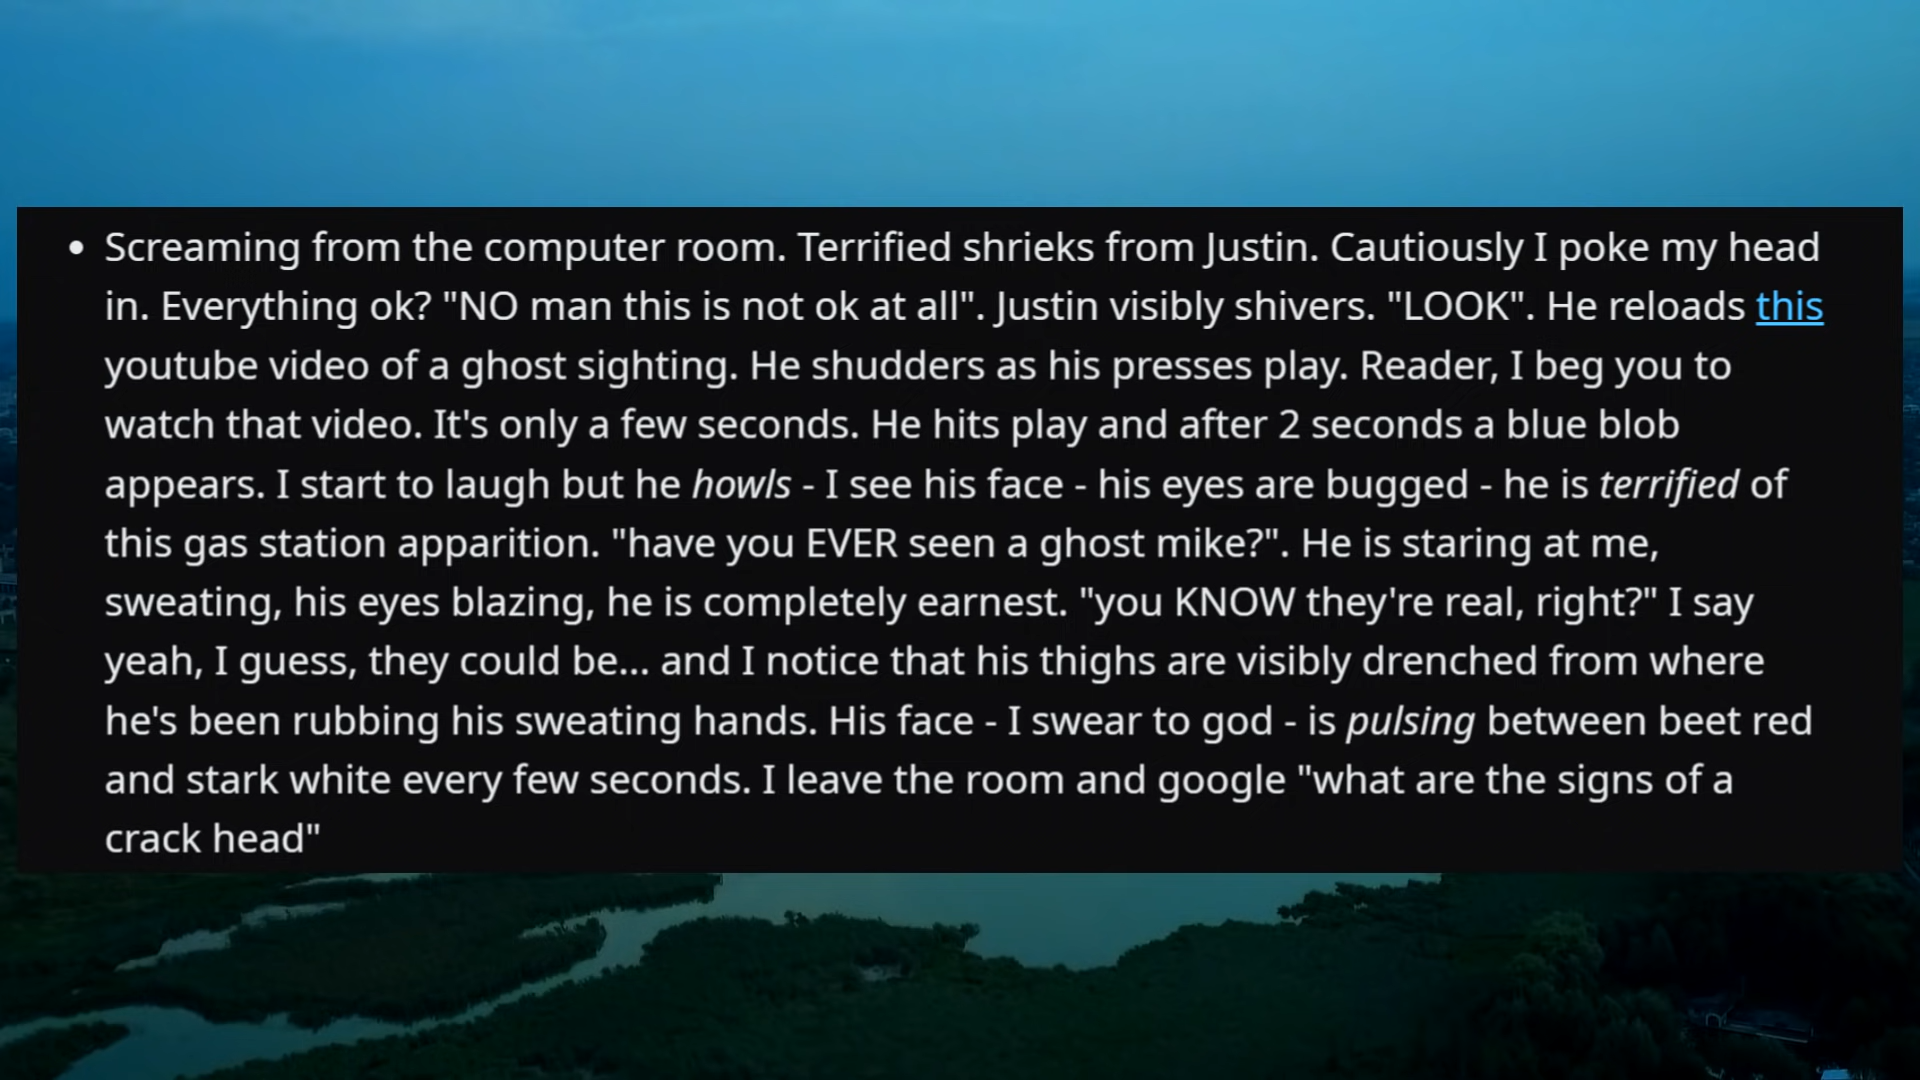 • Screaming from the computer room. Terrified shrieks from Justin. Cautiously I poke my head
in. Everything ok? "NO man this is not ok at all". Justin visibly shivers. "LOOK". He reloads this
youtube video of a ghost sighting. He shudders as his presses play. Reader, I beg you to
watch that video. It's only a few seconds. He hits play and after 2 seconds a blue blob
appears. I start to laugh but he howls - I see his face - his eyes are bugged - he is terrified of
this gas station apparition. "have you EVER seen a ghost mike?". He is staring at me,
sweating, his eyes blazing, he is completely earnest. "you KNOW they're real, right?" I say
yeah, I guess, they could be... and I notice that his thighs are visibly drenched from where
he's been rubbing his sweating hands. His face - I swear to god - is pulsing between beet red
and stark white every few seconds. I leave the room and google "what are the signs of a
crack head"